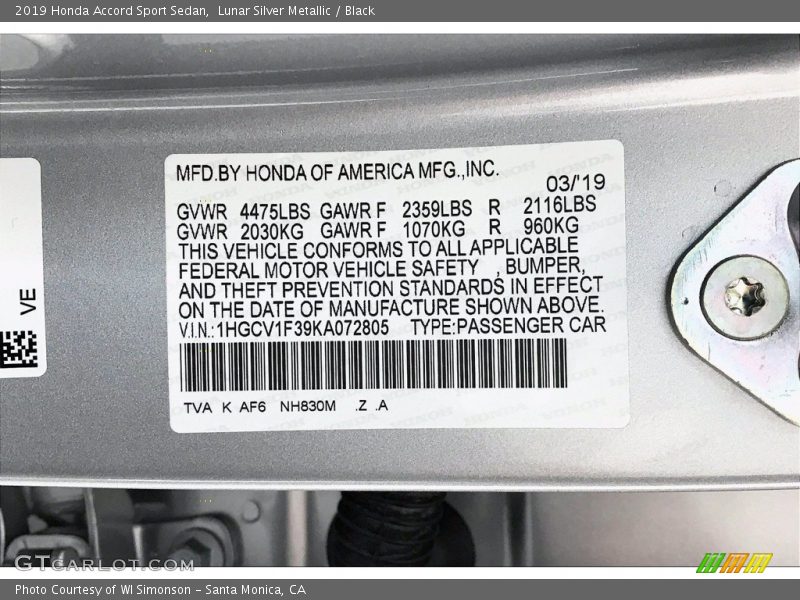 2019 Honda Accord Sport Sedan,  Lunar Silver Metallic / Black
MFD.BY HONDA OF AMERICA MFG.,INC.
03/'19
GVWR 4475LBS GAWR F 2359LBS R 2116LBS
GVWR 2030KG GAWR F 1070KG R 960KG
THIS VEHICLE CONFORMS TO ALL APPLICABLE
FEDERAL MOTOR VEHICLE SAFETY , BUMPER,
AND THEFT PREVENTION STANDARDS IN EFFECT
ON THE DATE OF MANUFACTURE SHOWN ABOVE.
V.I.N.:1HGCV1F39KA072805 TYPE:PASSENGER CAR
TVA K AF6 NH830M .Z .A
VE
GTCARLOT.COM
Photo Courtesy of WI Simonson – Santa Monica, CA